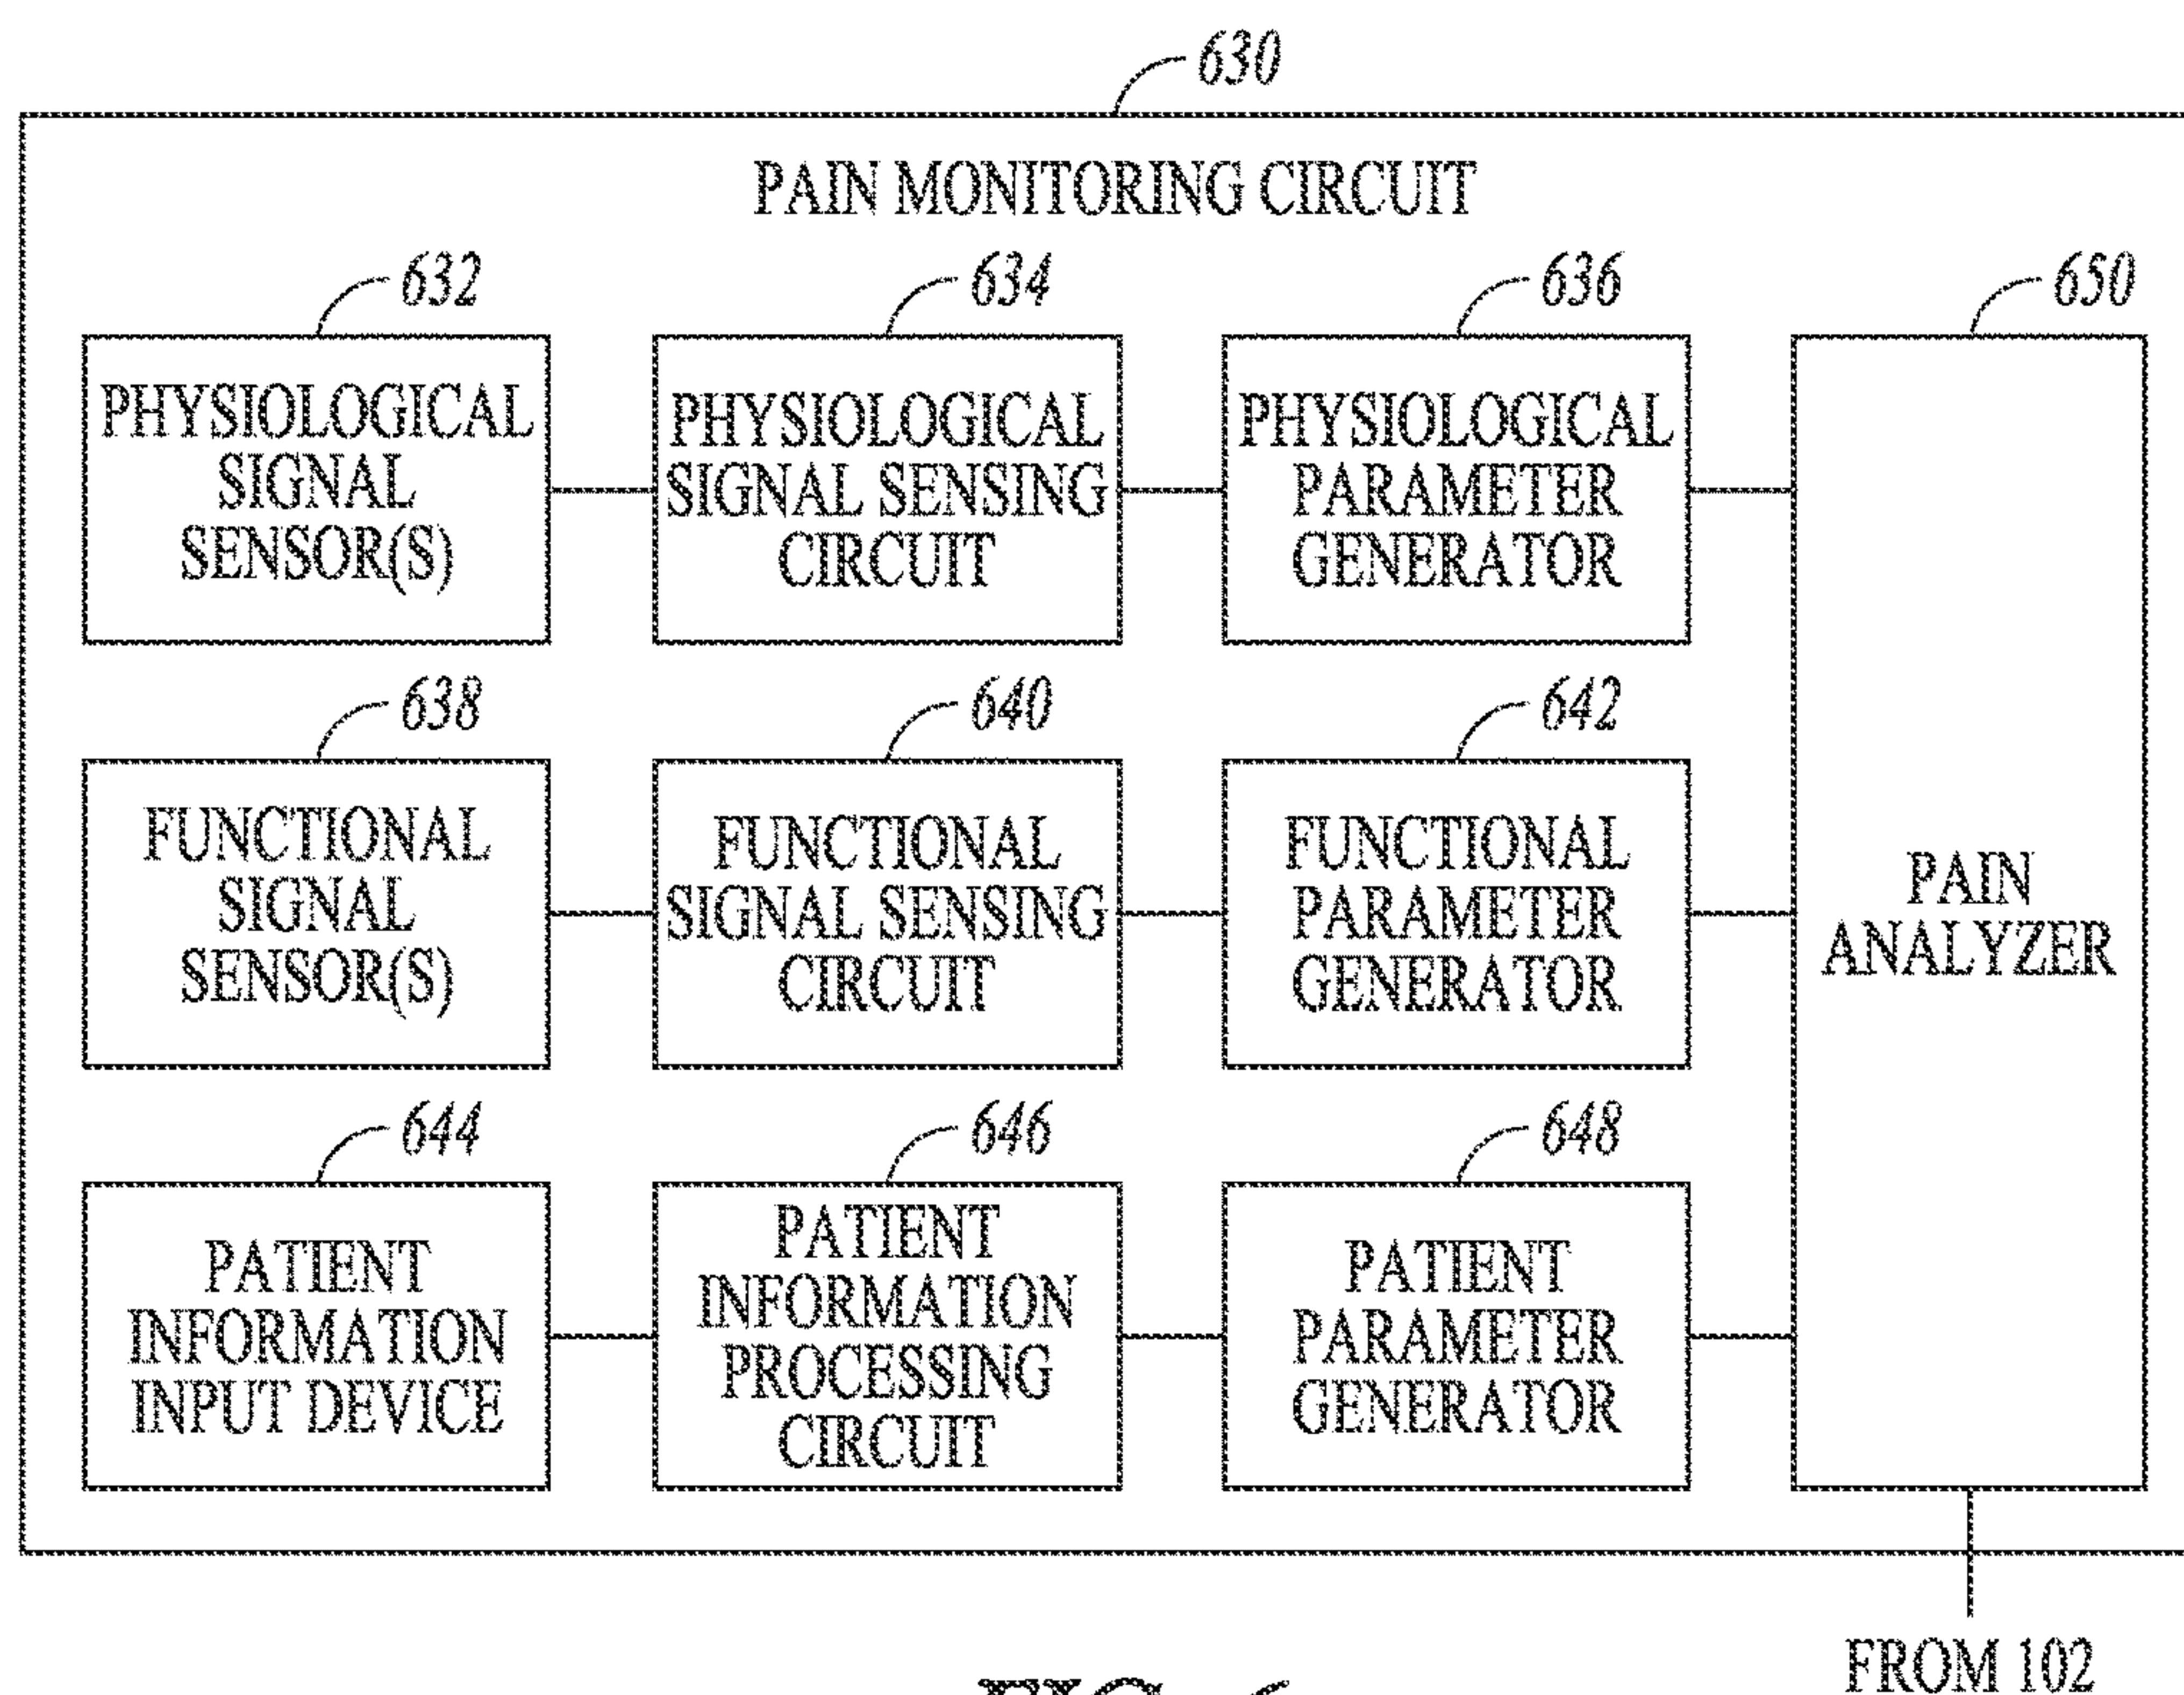 630
PAIN MONITORING CIRCUIT
632
634
636
650
PHYSIOLOGICAL
SIGNAL
SENSOR(S)
PHYSIOLOGICAL
SIGNAL SENSING
CIRCUIT
PHYSIOLOGICAL
PARAMETER
GENERATOR
638
640
642
FUNCTIONAL
SIGNAL
SENSOR(S)
FUNCTIONAL
SIGNAL SENSING
CIRCUIT
FUNCTIONAL
PARAMETER
GENERATOR
PAIN
ANALYZER
644
646
648
PATIENT
INFORMATION
INPUT DEVICE
PATIENT
INFORMATION
PROCESSING
CIRCUIT
PATIENT
PARAMETER
GENERATOR
FROM 102